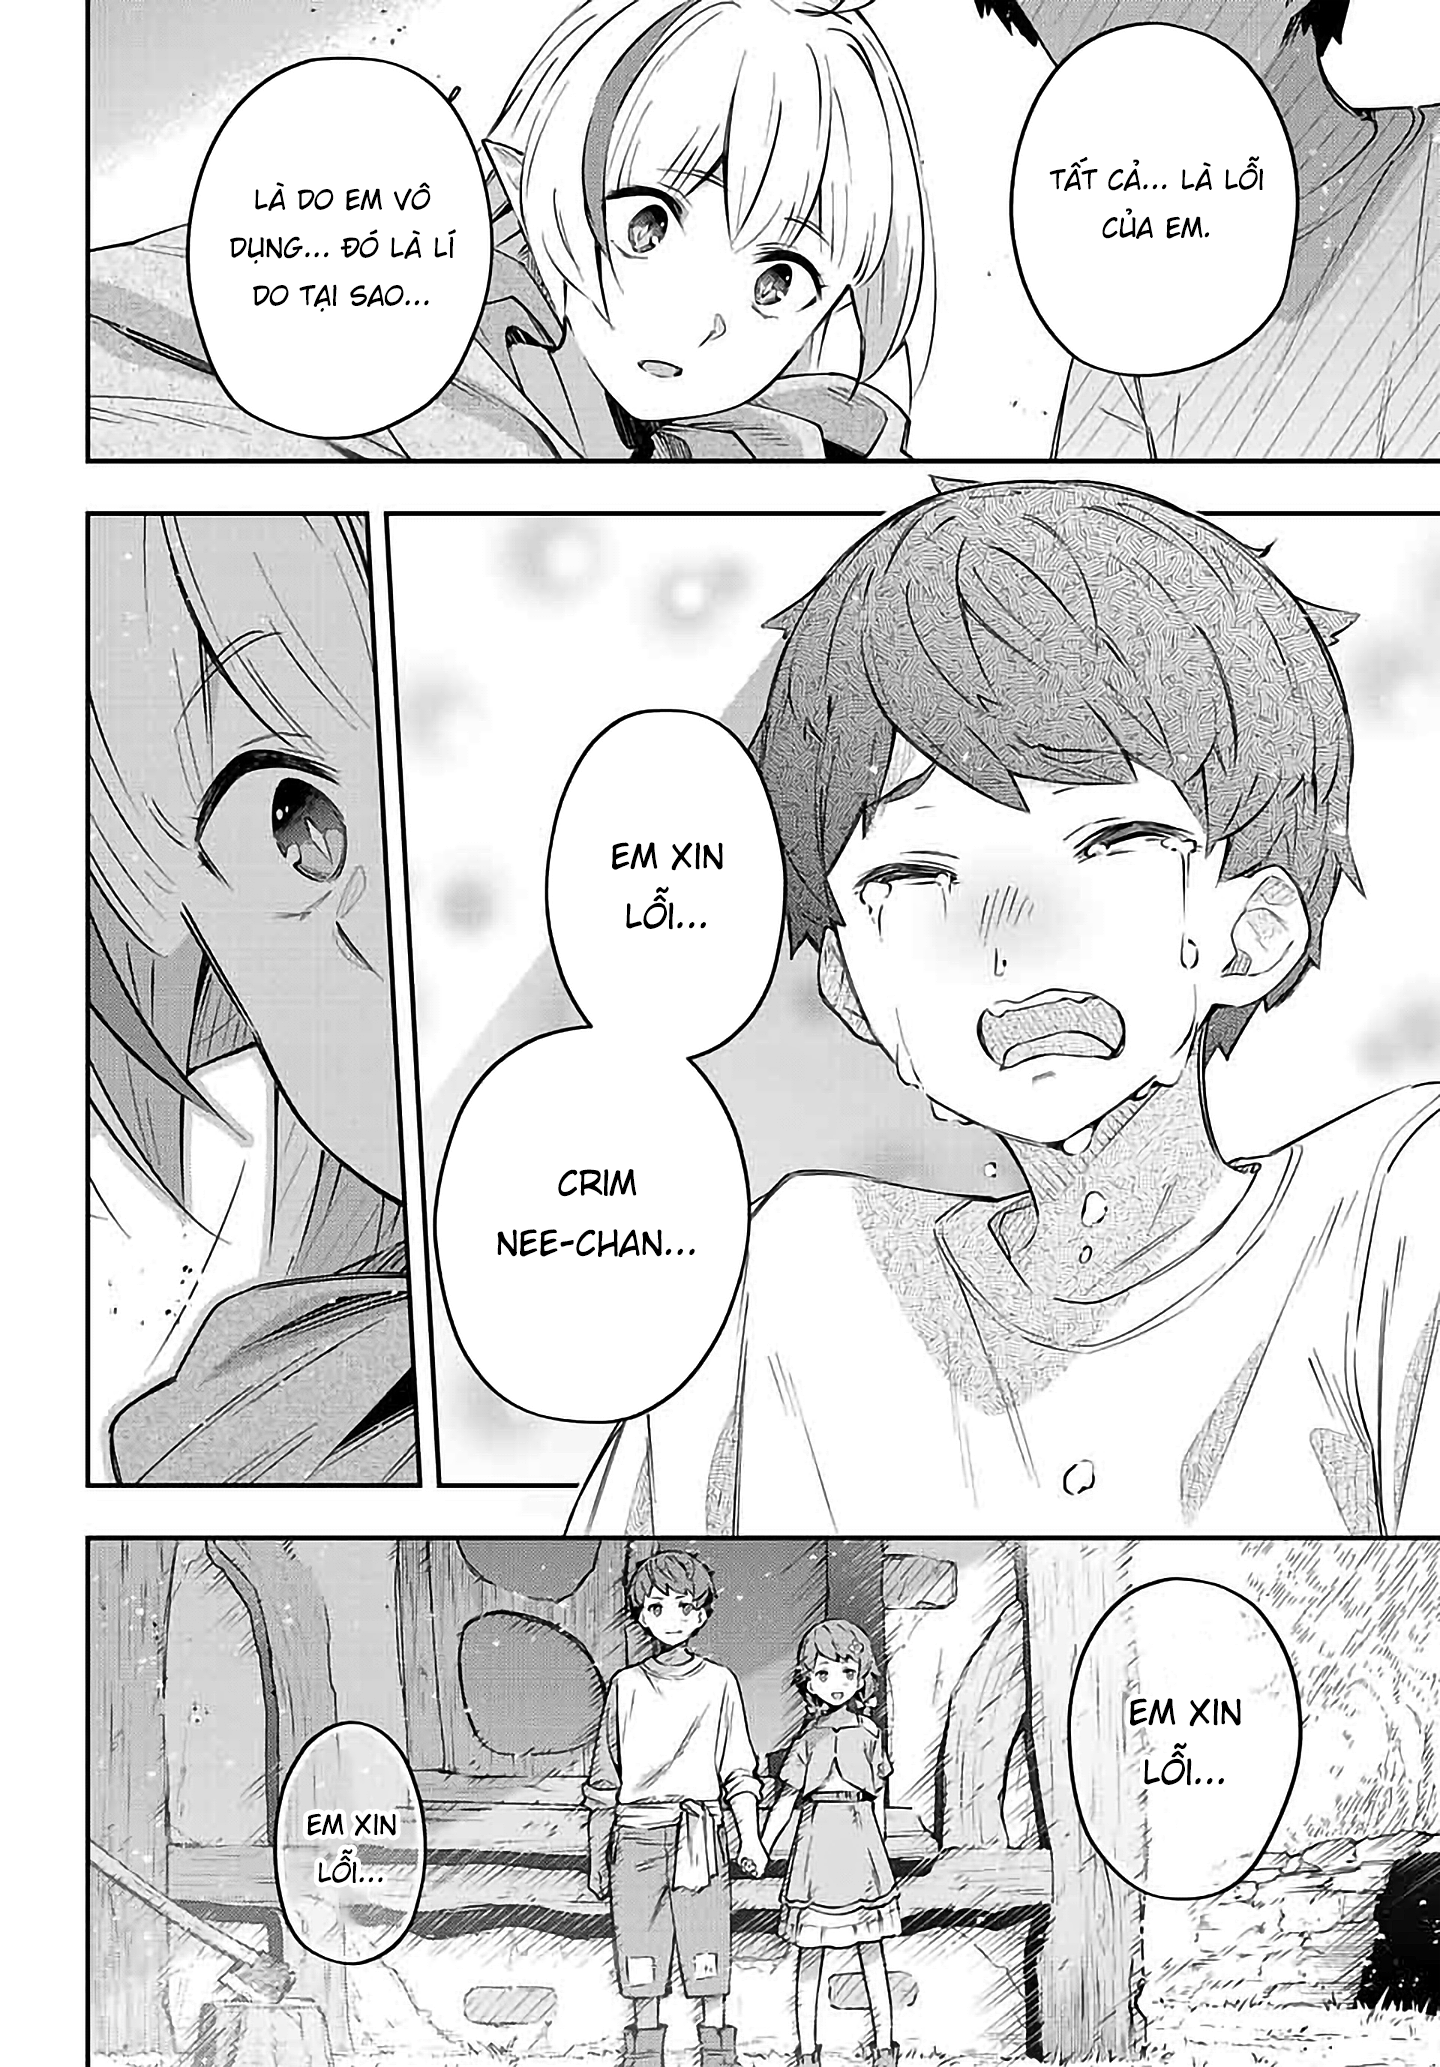 TẤT CẢ... LÀ LỖI
CỦA EM.
LÀ DO EM VÔ
DỤNG... ĐÓ LÀ LÍ
DO TẠI SAO...
EM XIN
LỖI...
CRIM
NEE-CHAN...
EM XIN
LỖI...
EM XIN
LỖI...